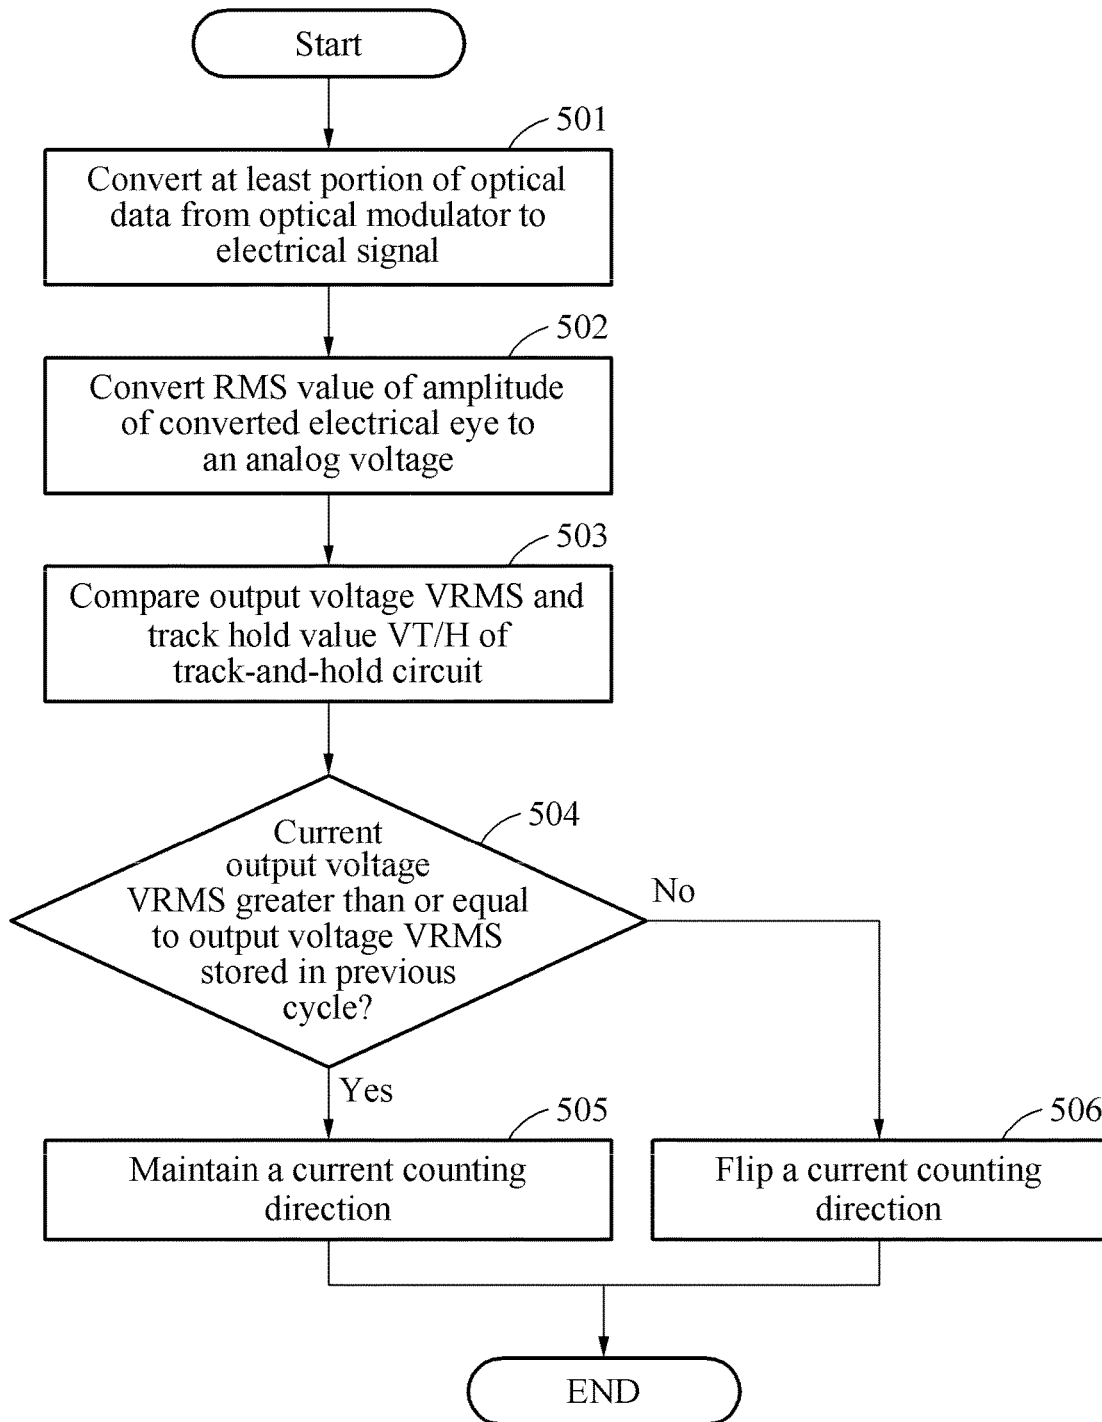 Start
501
Convert at least portion of optical
data from optical modulator to
electrical signal
502
Convert RMS value of amplitude
of converted electrical eye to
an analog voltage
503
Compare output voltage VRMS and
track hold value VT/H of
track-and-hold circuit
504
Current
output voltage
VRMS greater than or equal
to output voltage VRMS
stored in previous
cycle?
No
Yes
505
Maintain a current counting
direction
506
Flip a current counting
direction
END